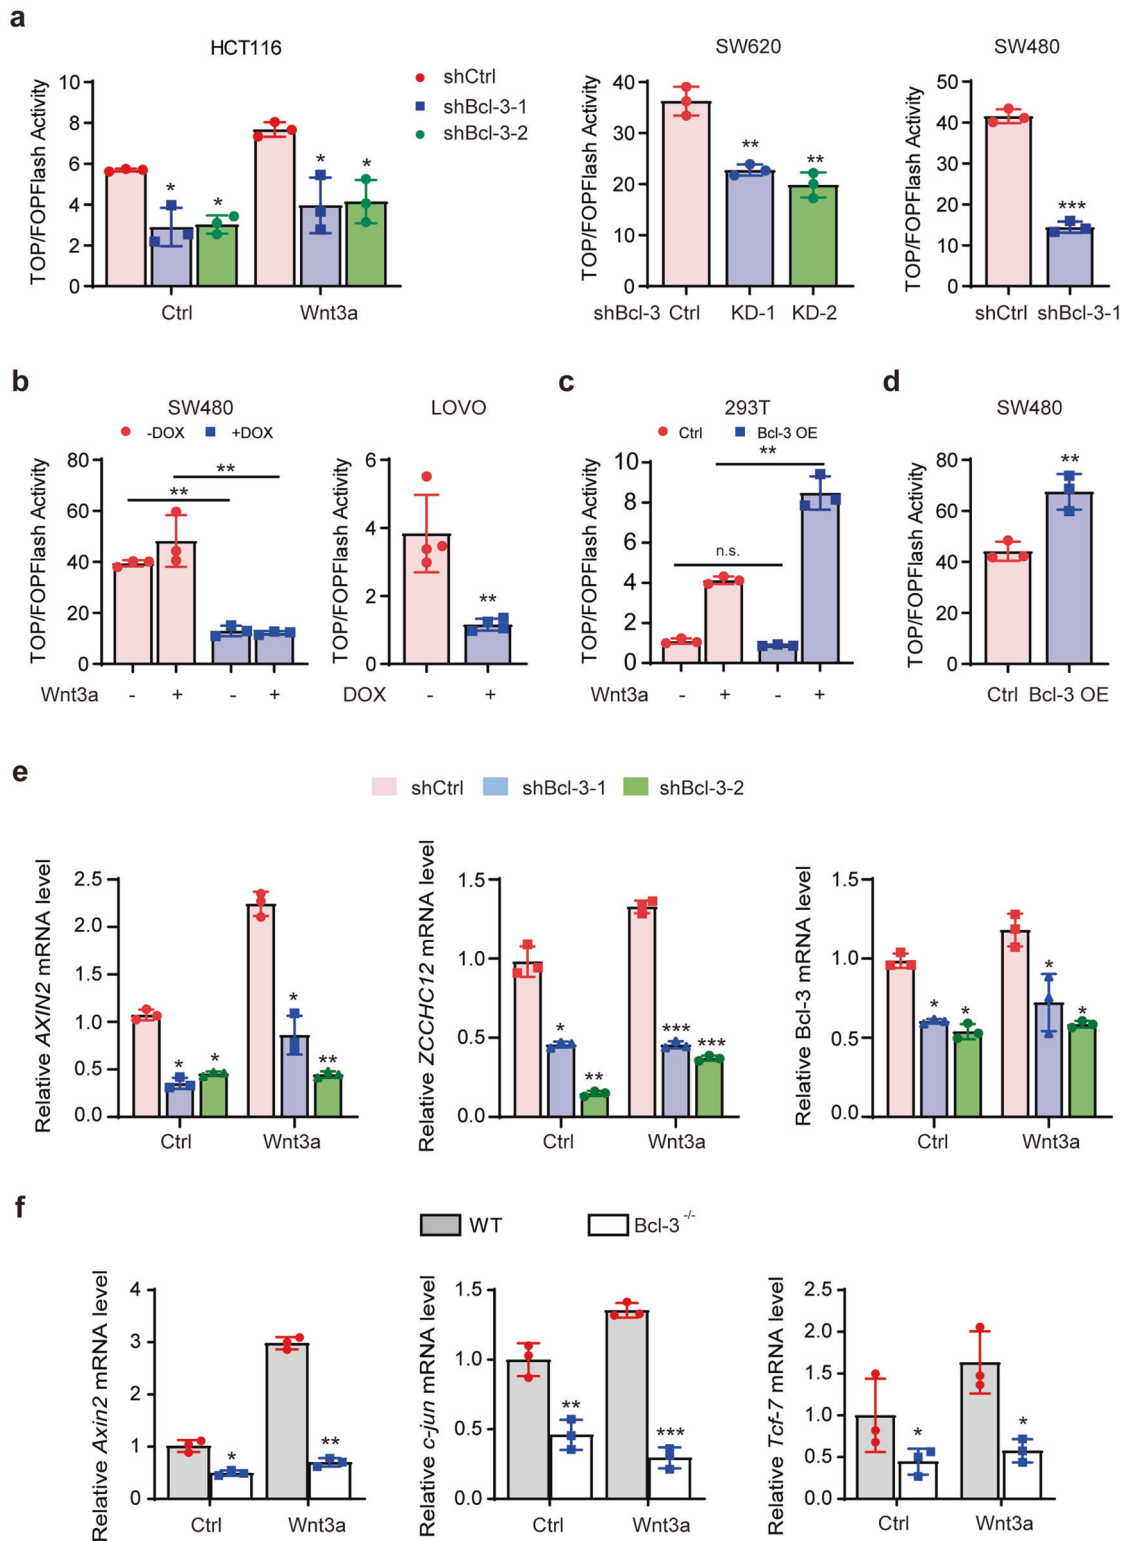 a
HCT116
TOP/FOPFlash Activity
10
8
6
4
2
0
* * * *
Ctrl Wnt3a
shCtrl
shBcl-3-1
shBcl-3-2
SW620
TOP/FOPFlash Activity
40
30
20
10
0
** **
shBcl-3 Ctrl KD-1 KD-2
SW480
TOP/FOPFlash Activity
50
40
30
20
10
0
***
shCtrl shBcl-3-1
b
SW480
-DOX +DOX
TOP/FOPFlash Activity
80
60
40
20
0
**
**
Wnt3a - + - +
LOVO
TOP/FOPFlash Activity
6
4
2
0
**
DOX - +
c
293T
Ctrl Bcl-3 OE
TOP/FOPFlash Activity
10
8
6
4
2
0
**
n.s.
Wnt3a - + - +
d
SW480
TOP/FOPFlash Activity
80
60
40
20
0
**
Ctrl Bcl-3 OE
e
shCtrl shBcl-3-1 shBcl-3-2
Relative AXIN2 mRNA level
2.5
2.0
1.5
1.0
0.5
0.0
* * * **
Ctrl Wnt3a
Relative ZCCHC12 mRNA level
1.5
1.0
0.5
0.0
* ** *** ***
Ctrl Wnt3a
Relative Bcl-3 mRNA level
1.5
1.0
0.5
0.0
* * * *
Ctrl Wnt3a
f
WT Bcl-3 -/-
Relative Axin2 mRNA level
4
3
2
1
0
* **
Ctrl Wnt3a
Relative c-jun mRNA level
1.5
1.0
0.5
0.0
** ***
Ctrl Wnt3a
Relative Tcf-7 mRNA level
2.5
2.0
1.5
1.0
0.5
0.0
* *
Ctrl Wnt3a